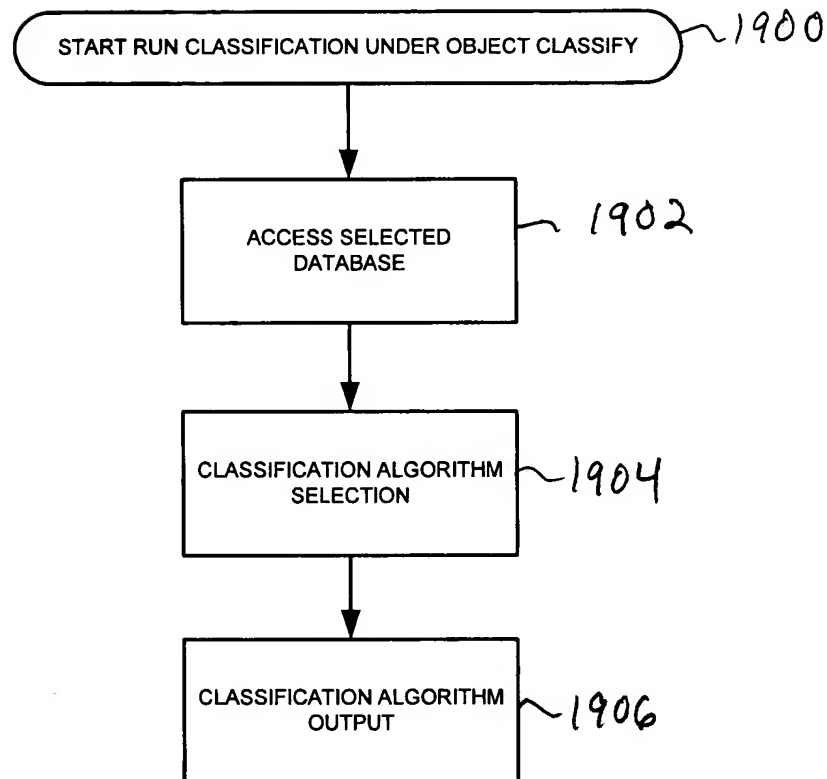 START RUN CLASSIFICATION UNDER OBJECT CLASSIFY
1900
ACCESS SELECTED
DATABASE
1902
CLASSIFICATION ALGORITHM
SELECTION
1904
CLASSIFICATION ALGORITHM
OUTPUT
1906